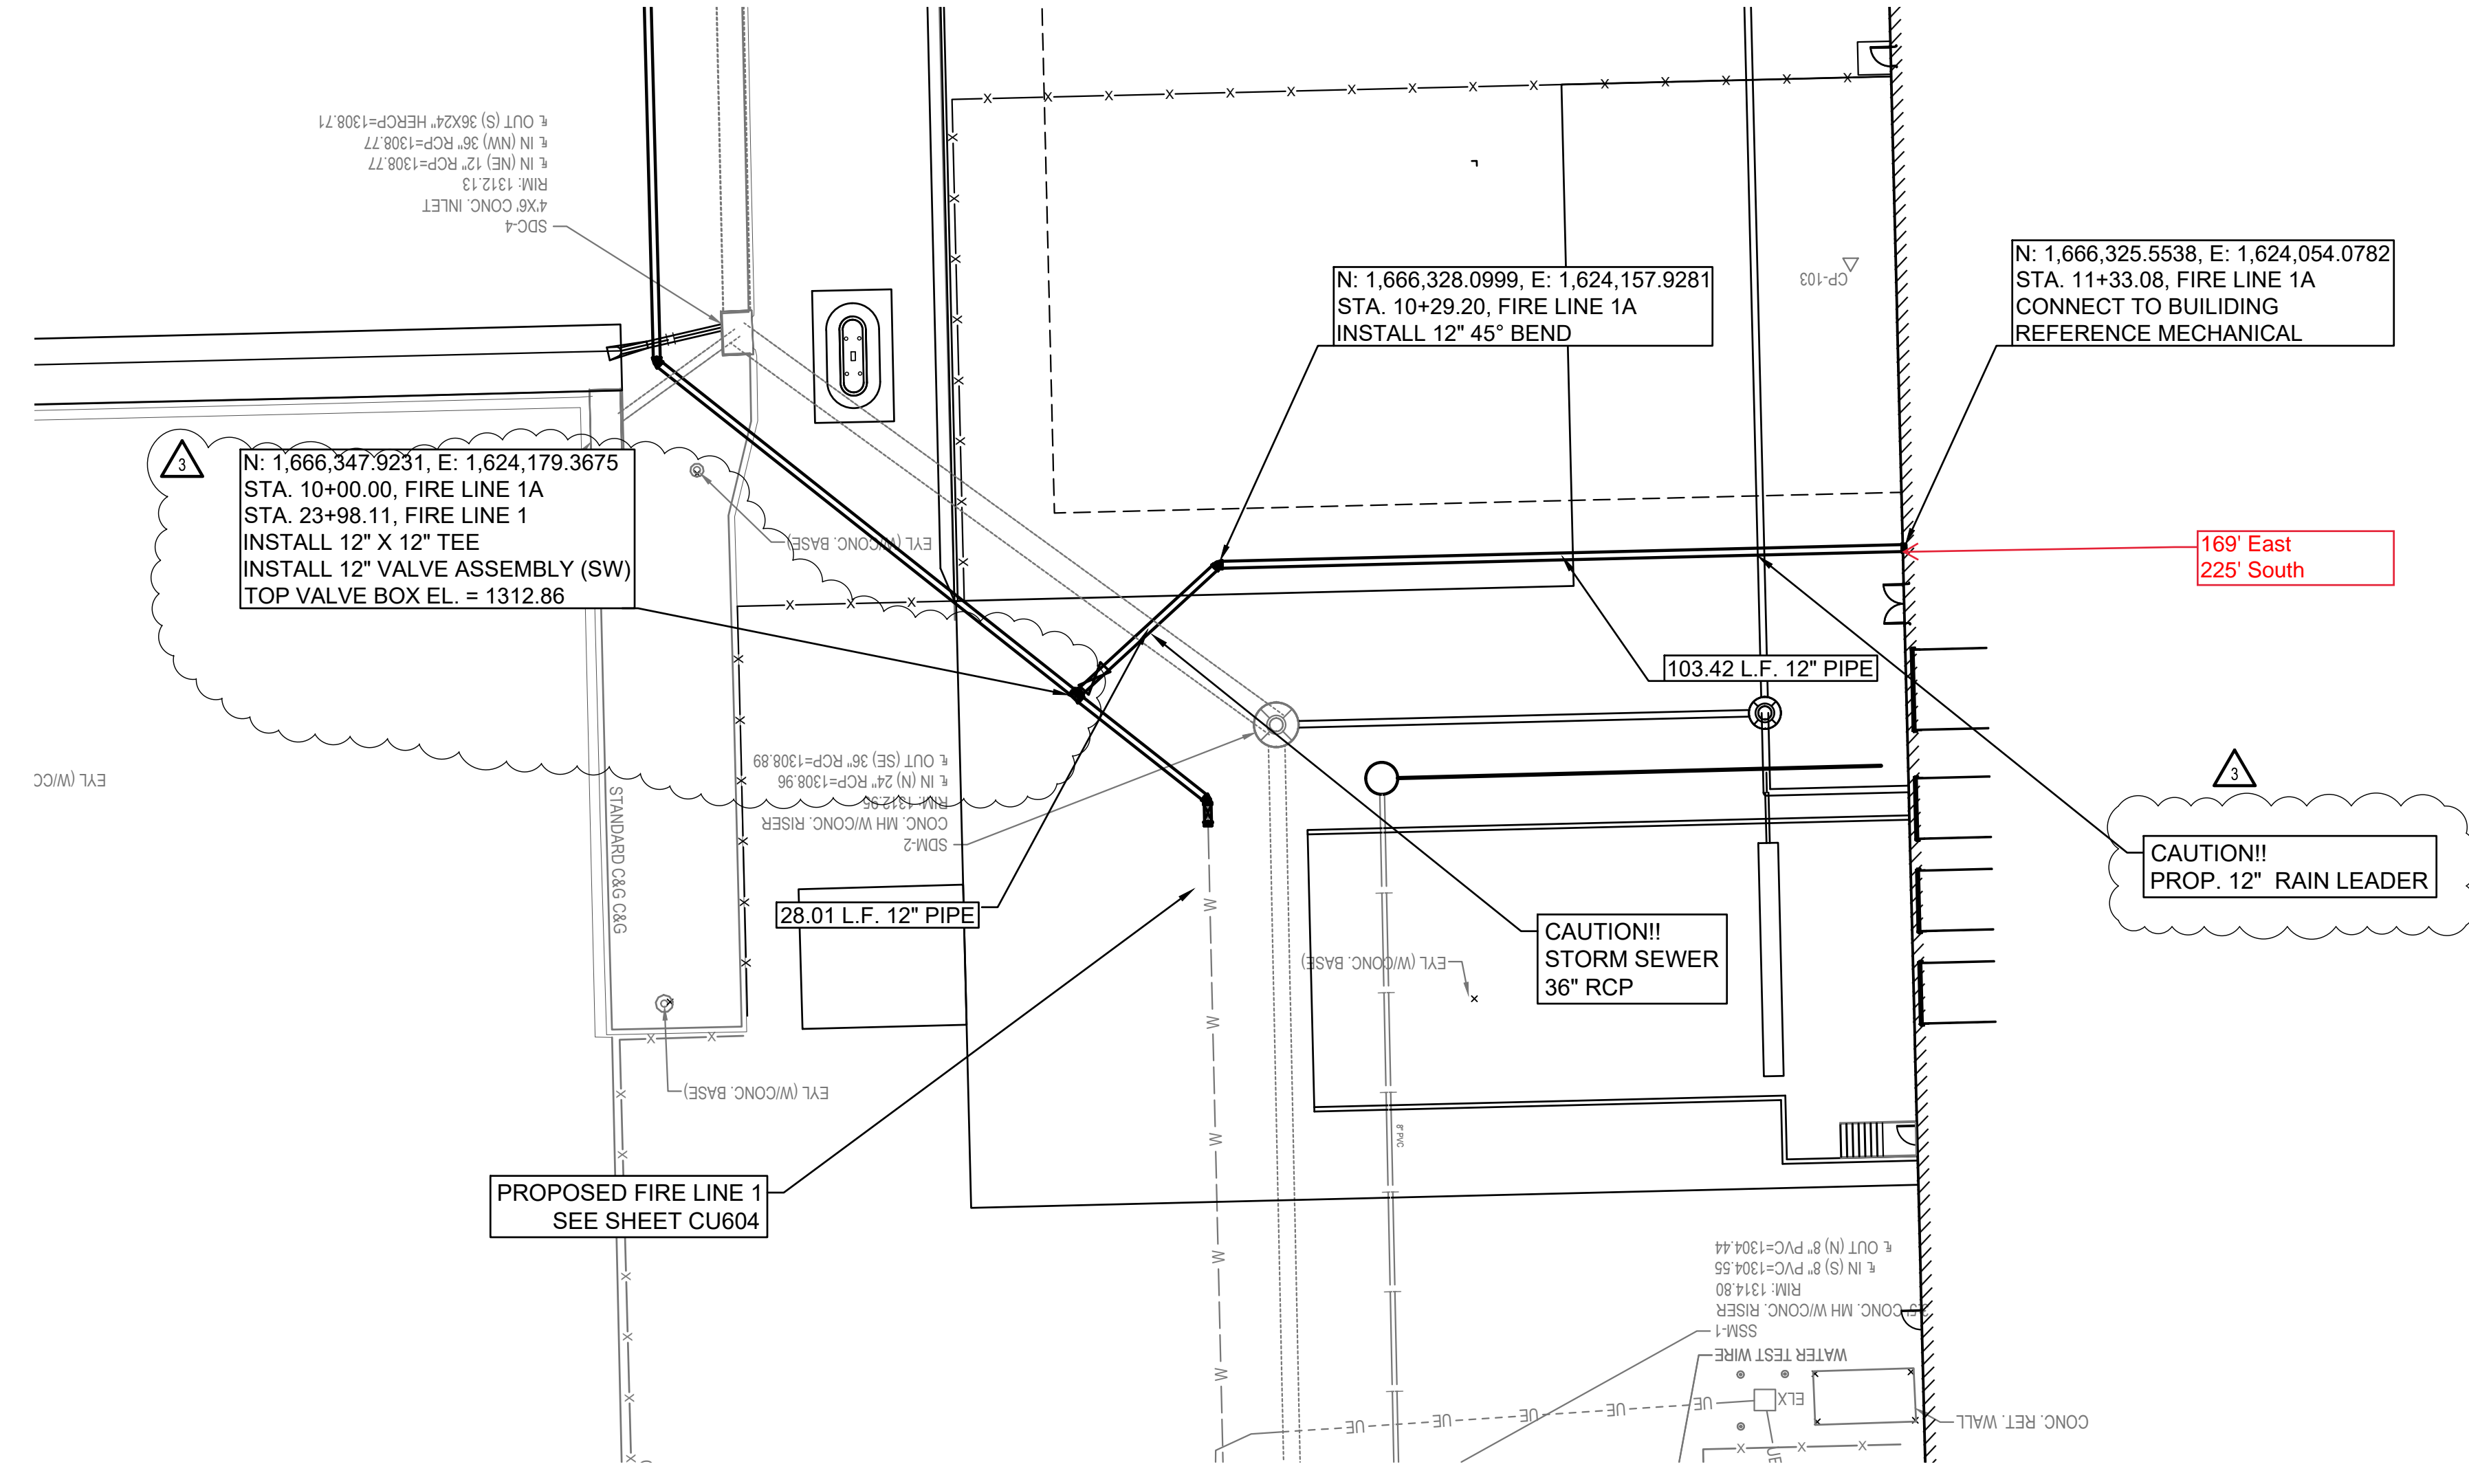 ℄ OUT (S) 36X24" HERCP=1308.71
℄ IN (NW) 36" RCP=1308.77
℄ IN (NE) 12" RCP=1308.77
RIM: 1312.13
4'X6' CONC. INLET
SDC-4
N: 1,666,328.0999, E: 1,624,157.9281
STA. 10+29.20, FIRE LINE 1A
INSTALL 12" 45° BEND
CP-103
N: 1,666,325.5538, E: 1,624,054.0782
STA. 11+33.08, FIRE LINE 1A
CONNECT TO BUILIDING
REFERENCE MECHANICAL
3
N: 1,666,347.9231, E: 1,624,179.3675
STA. 10+00.00, FIRE LINE 1A
STA. 23+98.11, FIRE LINE 1
INSTALL 12" X 12" TEE
INSTALL 12" VALVE ASSEMBLY (SW)
TOP VALVE BOX EL. = 1312.86
EYL (W/CONC. BASE)
169' East
225' South
103.42 L.F. 12" PIPE
EYL (W/CC
℄ OUT (SE) 36" RCP=1308.89
℄ IN (N) 24" RCP=1308.96
RIM: 1312.95
CONC. MH W/CONC. RISER
SDM-2
STANDARD C&G C&G
3
CAUTION!!
PROP. 12" RAIN LEADER
28.01 L.F. 12" PIPE
CAUTION!!
STORM SEWER
36" RCP
EYL (W/CONC. BASE)
EYL (W/CONC. BASE)
8" PVC
PROPOSED FIRE LINE 1
SEE SHEET CU604
℄ OUT (N) 8" PVC=1304.44
℄ IN (S) 8" PVC=1304.55
RIM: 1314.80
CONC. MH W/CONC. RISER
SSM-1
WATER TEST WIRE
ELX
CONC. RET. WALL
W
W
W
W
W
UE
UE
UE
UE
UE
UE